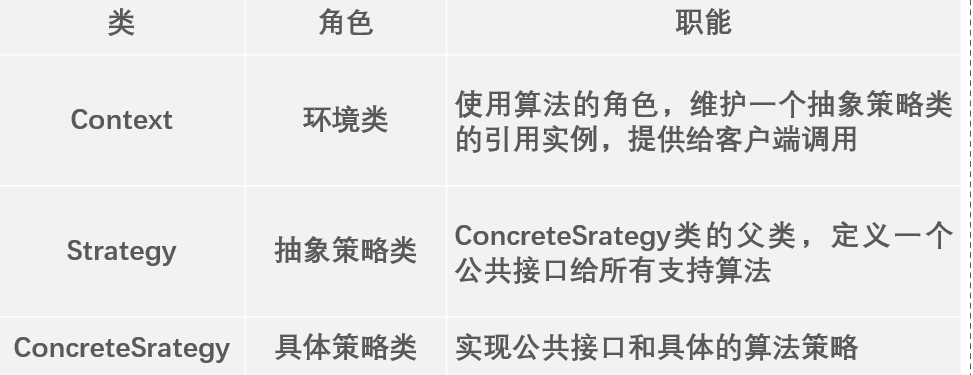 类 角色 职能
Context 环境类 使用算法的角色，维护一个抽象策略类
的引用实例，提供给客户端调用
Strategy 抽象策略类 ConcreteSrategy类的父类，定义一个
公共接口给所有支持算法
ConcreteSrategy 具体策略类 实现公共接口和具体的算法策略